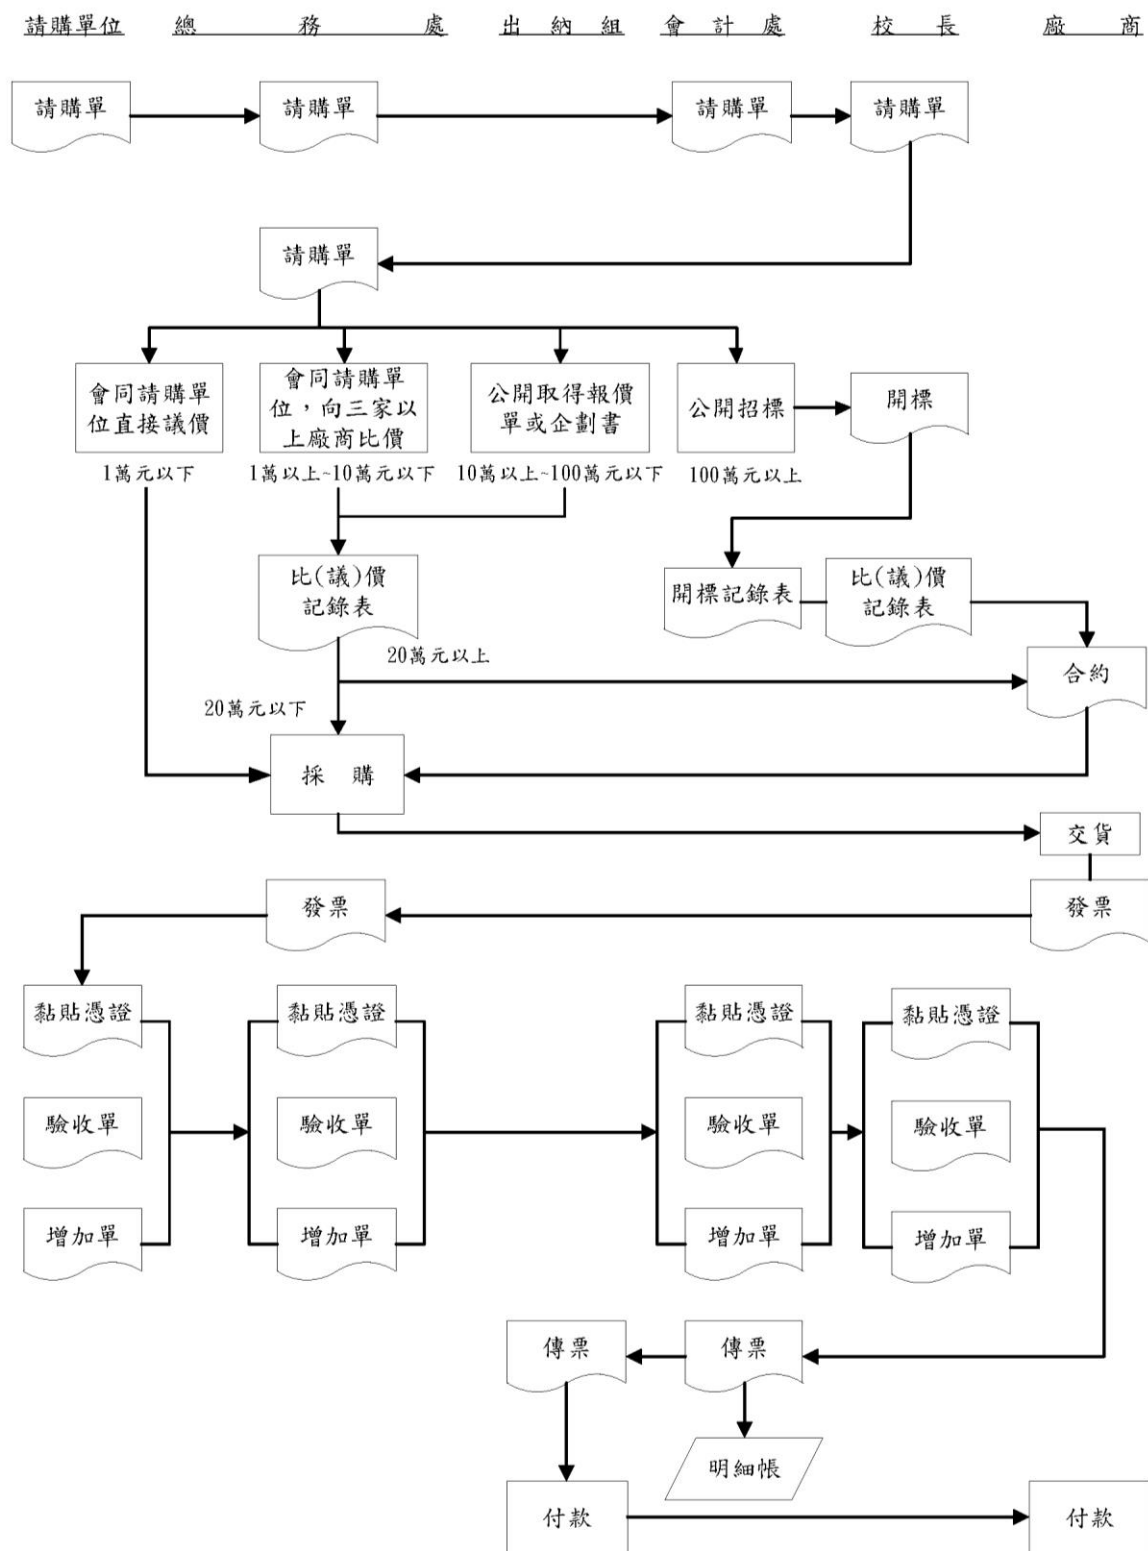 請購單位 總務處 出納組 會計處 校長 廠商
請購單 請購單 請購單 請購單
請購單
會同請購單
位直接議價
會同請購單
位，向三家以
上廠商比價
公開取得報價
單或企劃書
公開招標
開標
1萬元以下 1萬以上~10萬元以下 10萬以上~100萬元以下 100萬元以上
比(議)價
記錄表
開標記錄表
比(議)價
記錄表
20萬元以上
合約
20萬元以下
採購
交貨
發票 發票
黏貼憑證 黏貼憑證 黏貼憑證 黏貼憑證
驗收單 驗收單 驗收單 驗收單
增加單 增加單 增加單 增加單
傳票 傳票
明細帳
付款 付款